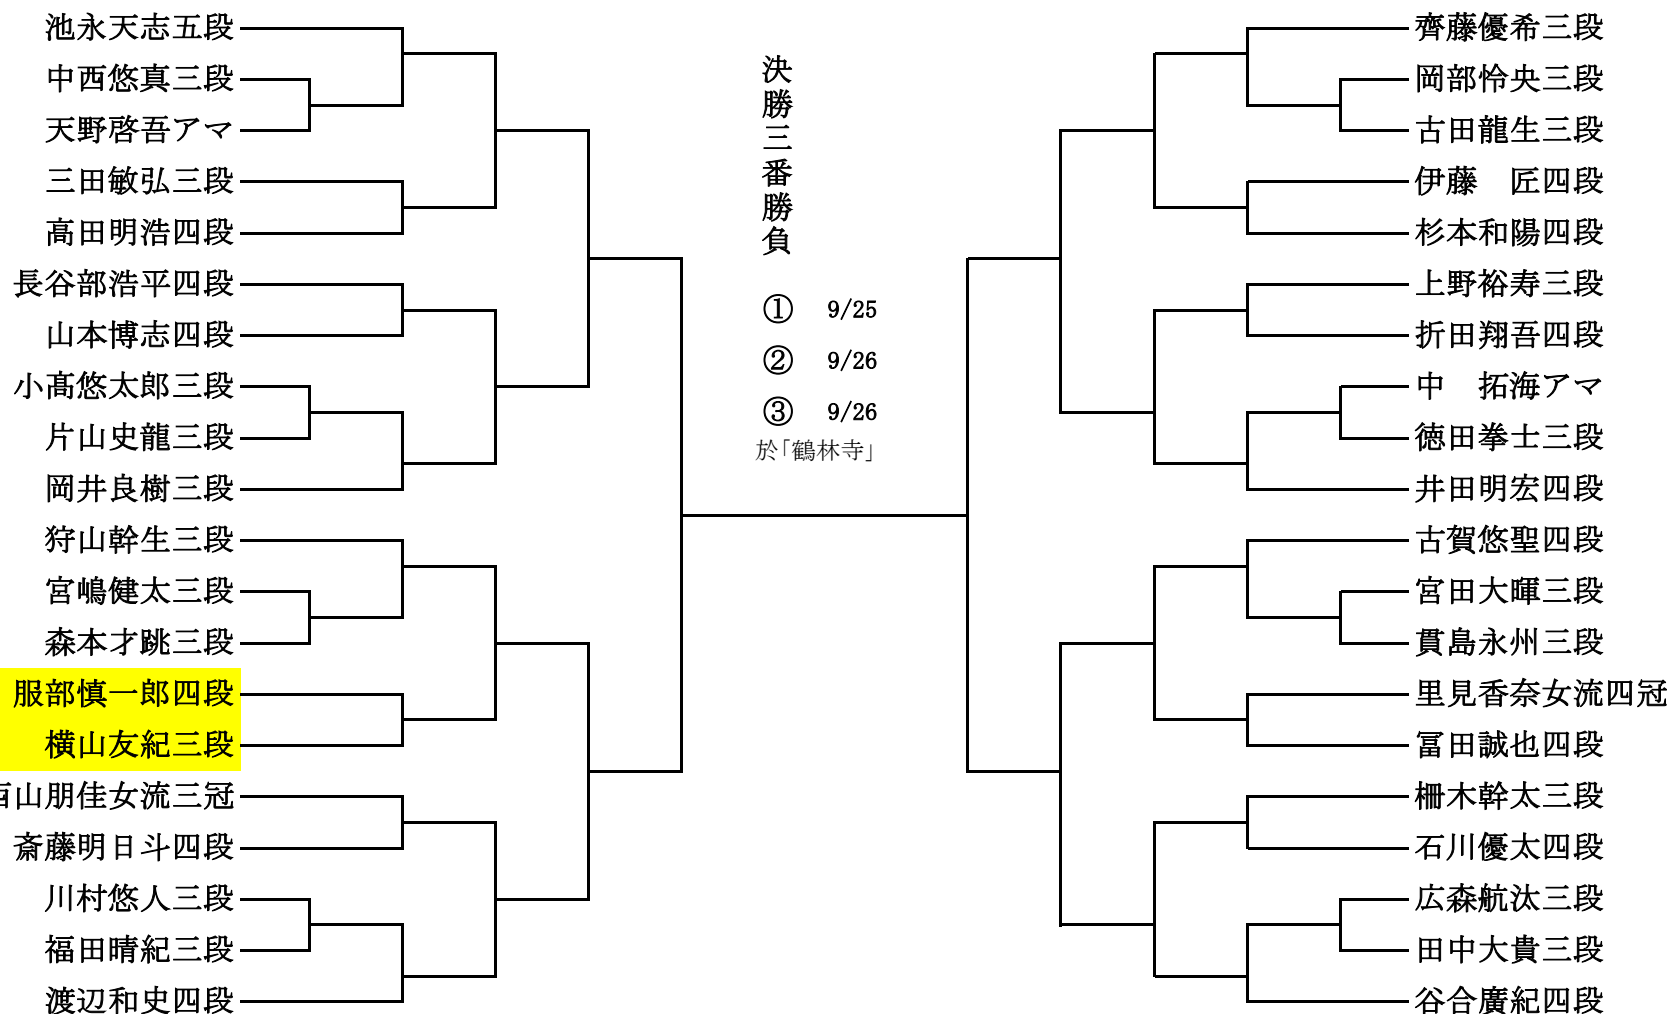 池永天志五段
中西悠真三段
天野啓吾アマ
三田敏弘三段
髙田明浩四段
長谷部浩平四段
山本博志四段
小髙悠太郎三段
片山史龍三段
岡井良樹三段
狩山幹生三段
宮嶋健太三段
森本才跳三段
服部慎一郎四段
横山友紀三段
西山朋佳女流三冠
斎藤明日斗四段
川村悠人三段
福田晴紀三段
渡辺和史四段
決勝三番勝負
① 9/25
② 9/26
③ 9/26
於「鶴林寺」
齊藤優希三段
岡部怜央三段
古田龍生三段
伊藤　匠四段
杉本和陽四段
上野裕寿三段
折田翔吾四段
中　拓海アマ
徳田拳士三段
井田明宏四段
古賀悠聖四段
宮田大暉三段
貫島永州三段
里見香奈女流四冠
冨田誠也四段
柵木幹太三段
石川優太四段
広森航汰三段
田中大貴三段
谷合廣紀四段